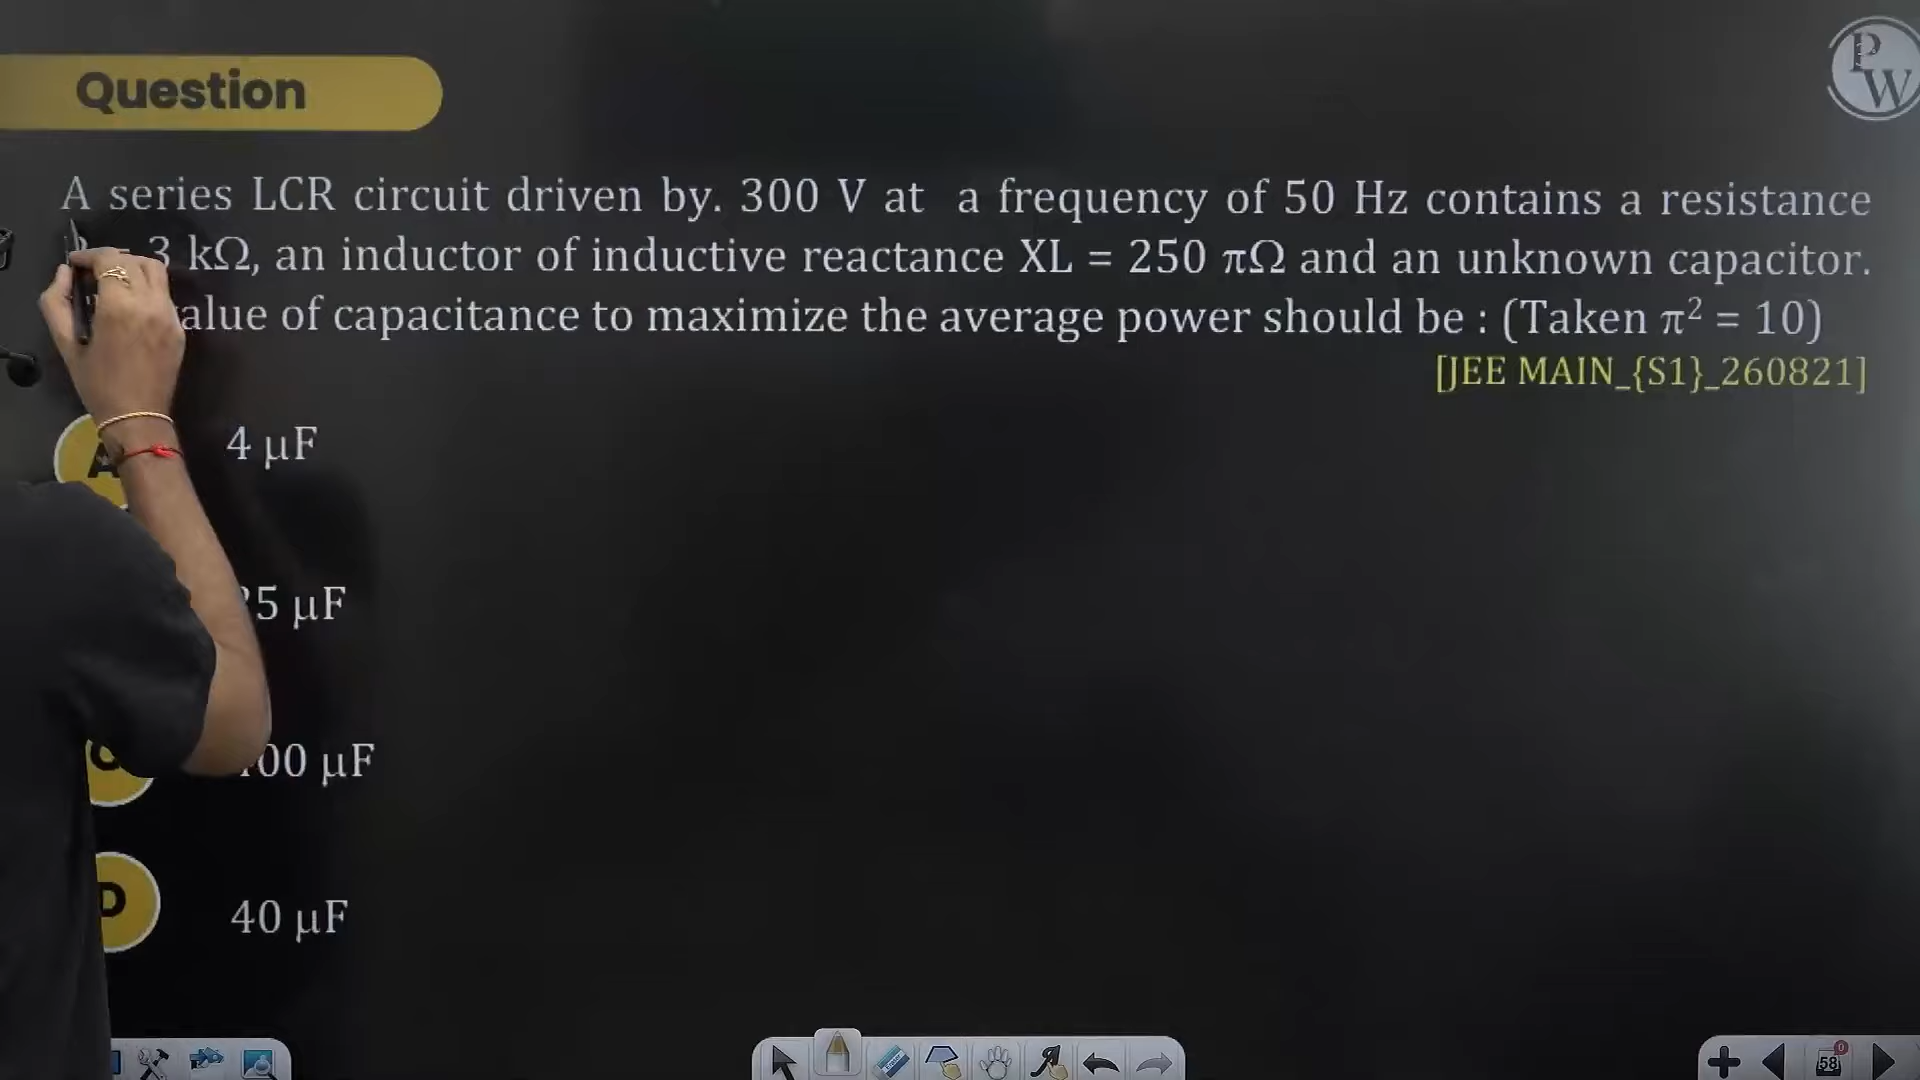 Question
PW
A series LCR circuit driven by. 300 V at a frequency of 50 Hz contains a resistance
3 kΩ, an inductor of inductive reactance XL = 250 πΩ and an unknown capacitor.
of capacitance to maximize the average power should be : (Taken π² = 10)
[JEE MAIN_{S1}_260821]
A 4 μF
5 μF
C 00 μF
D 40 μF
58
0